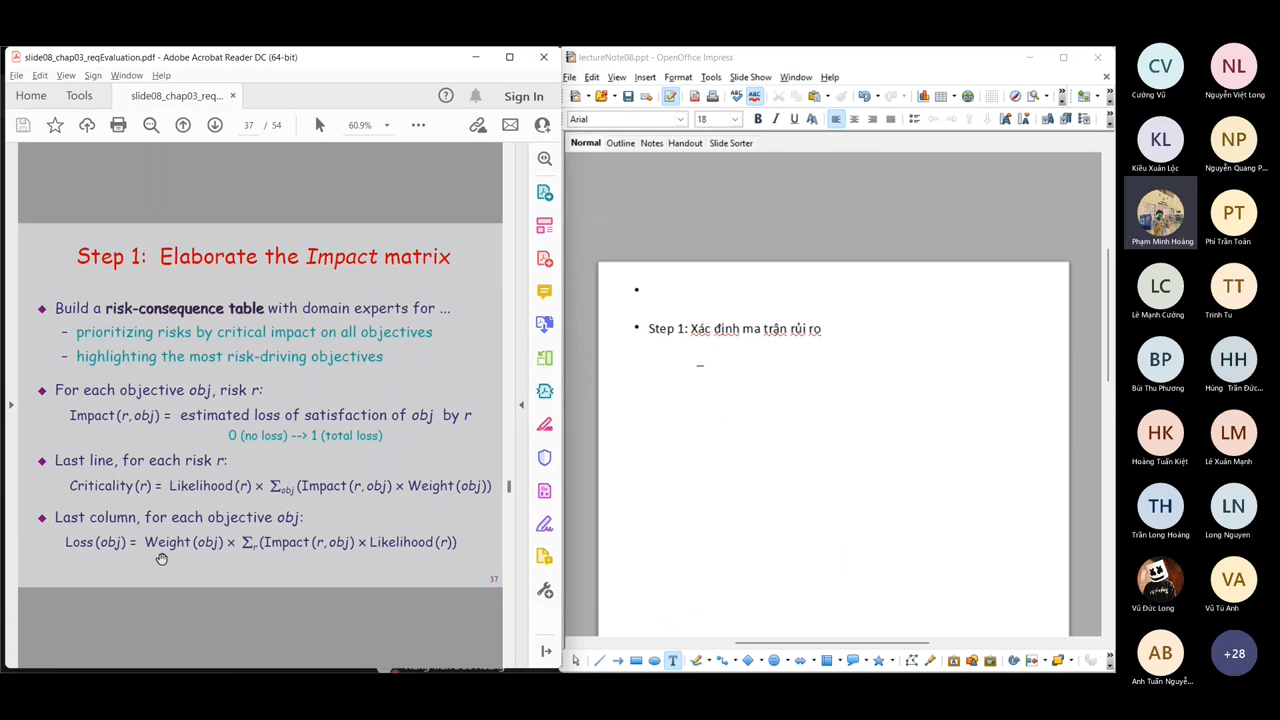 slide08_chap03_reqEvaluation.pdf - Adobe Acrobat Reader DC (64-bit)
File Edit View Sign Window Help
Home Tools slide08_chap03_req... × Sign In
37 / 54 60.9%
Step 1: Elaborate the Impact matrix
Build a risk-consequence table with domain experts for ...
– prioritizing risks by critical impact on all objectives
– highlighting the most risk-driving objectives
For each objective obj, risk r:
Impact(r, obj) = estimated loss of satisfaction of obj by r
0 (no loss) --> 1 (total loss)
Last line, for each risk r:
Criticality(r) = Likelihood(r) × Σobj(Impact(r, obj) × Weight(obj))
Last column, for each objective obj:
Loss(obj) = Weight(obj) × Σr(Impact(r, obj) × Likelihood(r))
37
lectureNote08.ppt - OpenOffice Impress
File Edit View Insert Format Tools Slide Show Window Help
Arial 18 B I U S
Normal Outline Notes Handout Slide Sorter
• Step 1: Xác định ma trận rủi ro
–
CV NL
Cường Vũ Nguyễn Việt Long
KL NP
Kiều Xuân Lộc Nguyễn Quang P...
PT
Phạm Minh Hoàng Phí Trần Toàn
LC TT
Lê Mạnh Cường Trinh Tu
BP HH
Bùi Thu Phương Hùng Trần Đức...
HK LM
Hoàng Tuấn Kiệt Lê Xuân Mạnh
TH LN
Trần Long Hoàng Long Nguyen
VA
Vũ Đức Long Vũ Tú Anh
AB +28
Anh Tuấn Nguyễ...